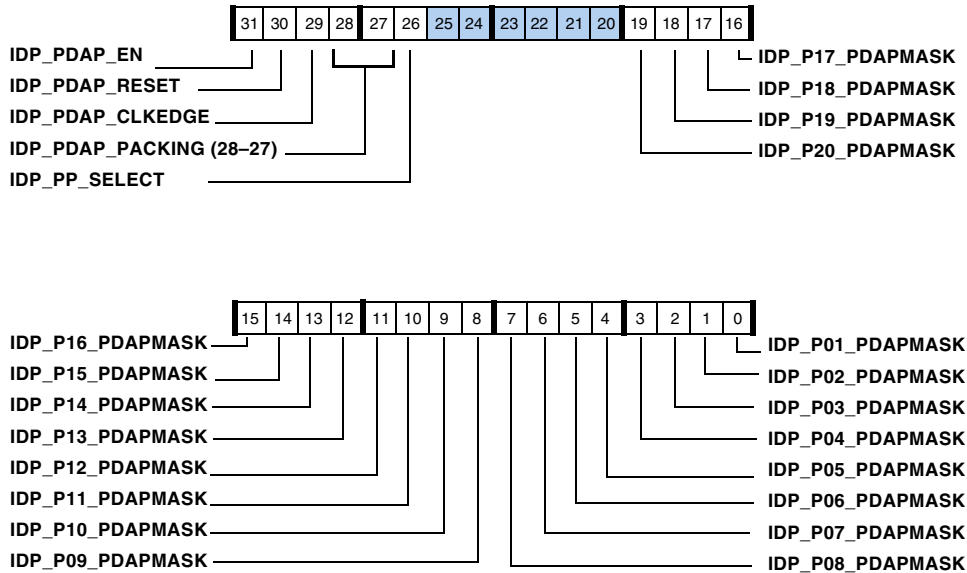 31 30 29 28 27 26 25 24 23 22 21 20 19 18 17 16
IDP_PDAP_EN
IDP_PDAP_RESET
IDP_PDAP_CLKEDGE
IDP_PDAP_PACKING (28–27)
IDP_PP_SELECT
IDP_P17_PDAPMASK
IDP_P18_PDAPMASK
IDP_P19_PDAPMASK
IDP_P20_PDAPMASK
15 14 13 12 11 10 9 8 7 6 5 4 3 2 1 0
IDP_P16_PDAPMASK
IDP_P15_PDAPMASK
IDP_P14_PDAPMASK
IDP_P13_PDAPMASK
IDP_P12_PDAPMASK
IDP_P11_PDAPMASK
IDP_P10_PDAPMASK
IDP_P09_PDAPMASK
IDP_P01_PDAPMASK
IDP_P02_PDAPMASK
IDP_P03_PDAPMASK
IDP_P04_PDAPMASK
IDP_P05_PDAPMASK
IDP_P06_PDAPMASK
IDP_P07_PDAPMASK
IDP_P08_PDAPMASK